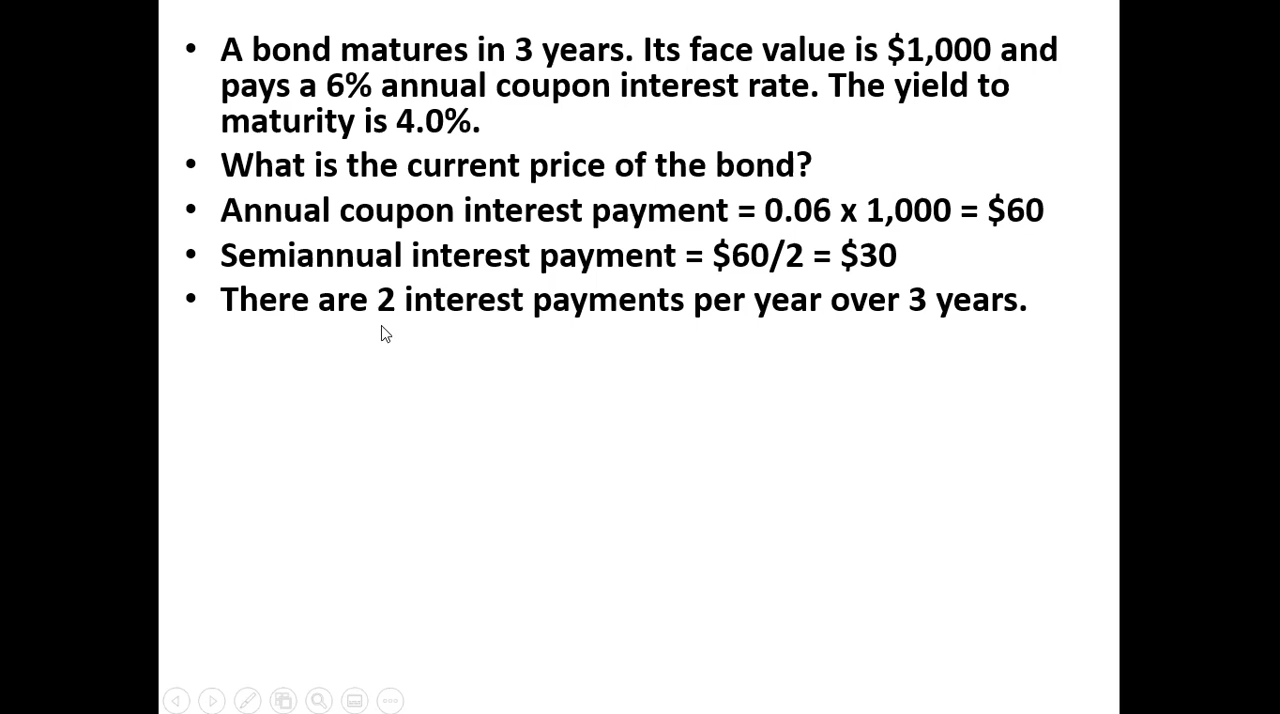 • A bond matures in 3 years. Its face value is $1,000 and
pays a 6% annual coupon interest rate. The yield to
maturity is 4.0%.
• What is the current price of the bond?
• Annual coupon interest payment = 0.06 x 1,000 = $60
• Semiannual interest payment = $60/2 = $30
• There are 2 interest payments per year over 3 years.